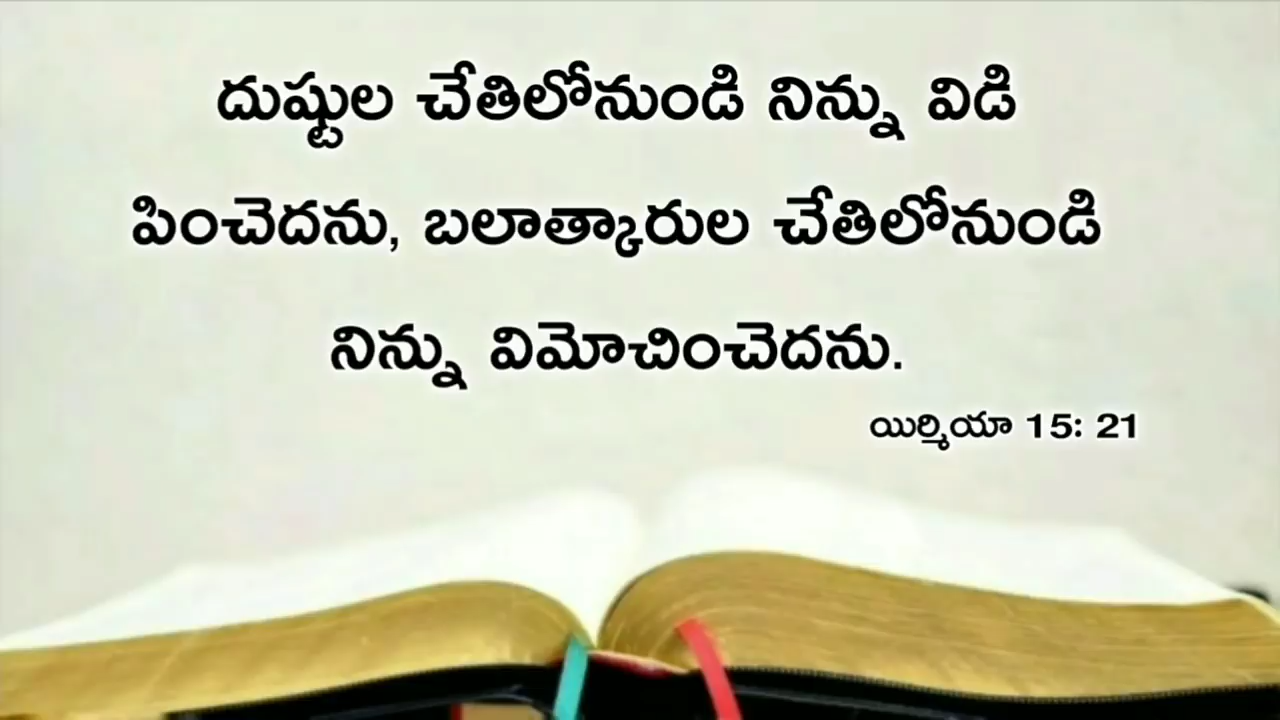 దుష్టుల చేతిలోనుండి నిన్ను విడి
పించెదను, బలాత్కారుల చేతిలోనుండి
నిన్ను విమోచించెదను.
యిర్మియా 15: 21